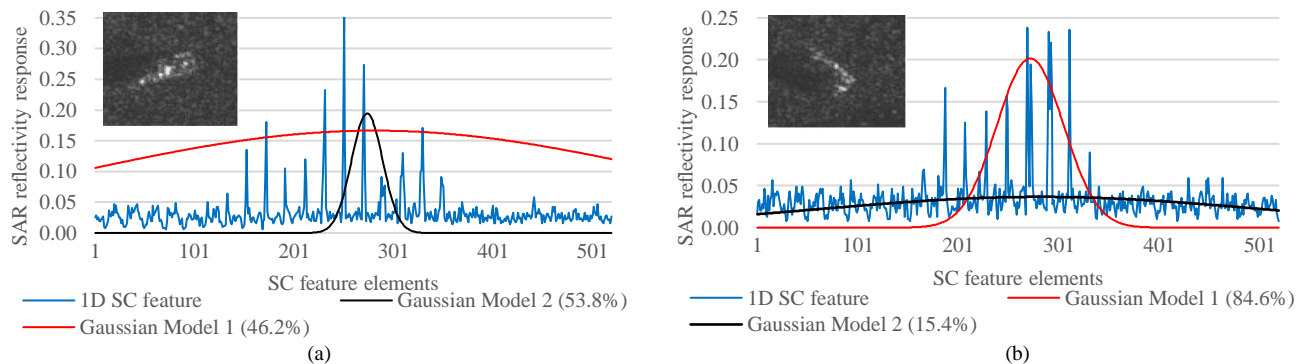 SAR reflectivity response
0.35
0.30
0.25
0.20
0.15
0.10
0.05
0.00
1 101 201 301 401 501
SC feature elements
1D SC feature
Gaussian Model 2 (53.8%)
Gaussian Model 1 (46.2%)
(a)
SAR reflectivity response
0.25
0.20
0.15
0.10
0.05
0.00
1 101 201 301 401 501
SC feature elements
1D SC feature
Gaussian Model 1 (84.6%)
Gaussian Model 2 (15.4%)
(b)